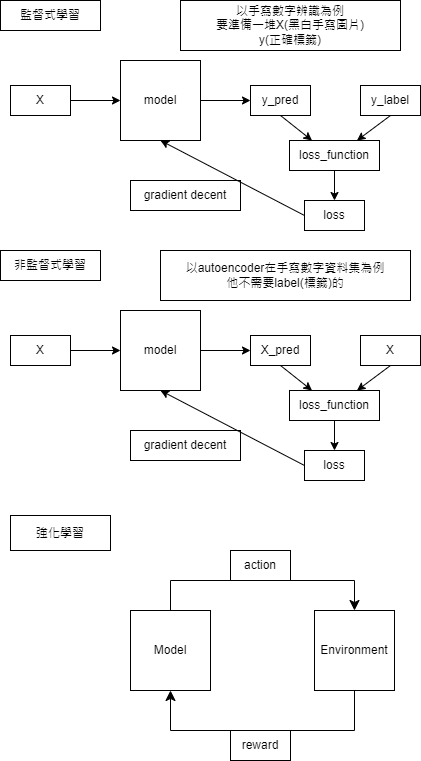 監督式學習
以手寫數字辨識為例
要準備一堆X(黑白手寫圖片)
y(正確標籤)
X
model
y_pred
y_label
loss_function
gradient decent
loss
非監督式學習
以autoencoder在手寫數字資料集為例
他不需要label(標籤)的
X
model
X_pred
X
loss_function
gradient decent
loss
強化學習
action
Model
Environment
reward